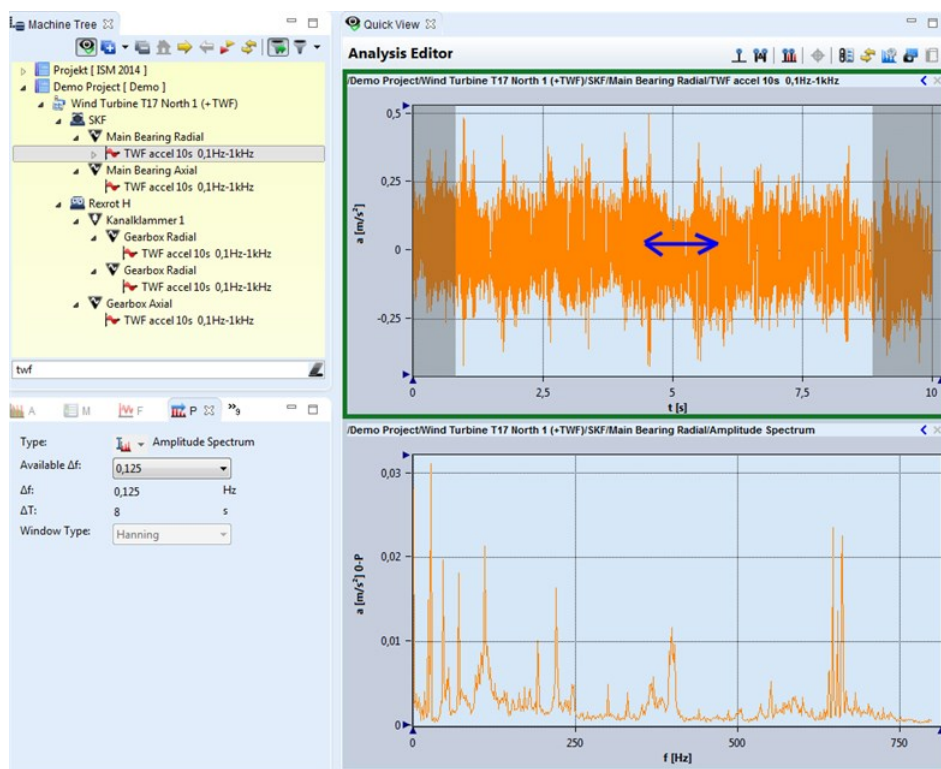 Machine Tree
Projekt [ ISM 2014 ]
Demo Project [ Demo ]
Wind Turbine T17 North 1 (+TWF)
SKF
Main Bearing Radial
TWF accel 10s 0,1Hz-1kHz
Main Bearing Axial
TWF accel 10s 0,1Hz-1kHz
Rexrot H
Kanalklammer 1
Gearbox Radial
TWF accel 10s 0,1Hz-1kHz
Gearbox Radial
TWF accel 10s 0,1Hz-1kHz
Gearbox Axial
TWF accel 10s 0,1Hz-1kHz
twf
A M F P »9
Type: Amplitude Spectrum
Available Δf: 0,125
Δf: 0,125 Hz
ΔT: 8 s
Window Type: Hanning
Quick View
Analysis Editor
/Demo Project/Wind Turbine T17 North 1 (+TWF)/SKF/Main Bearing Radial/TWF accel 10s 0,1Hz-1kHz
a [m/s²]
0,5
0,25
0
-0,25
0 2,5 5 7,5 10
t [s]
/Demo Project/Wind Turbine T17 North 1 (+TWF)/SKF/Main Bearing Radial/Amplitude Spectrum
a [m/s²] 0-P
0,03
0,02
0,01
0
0 250 500 750
f [Hz]